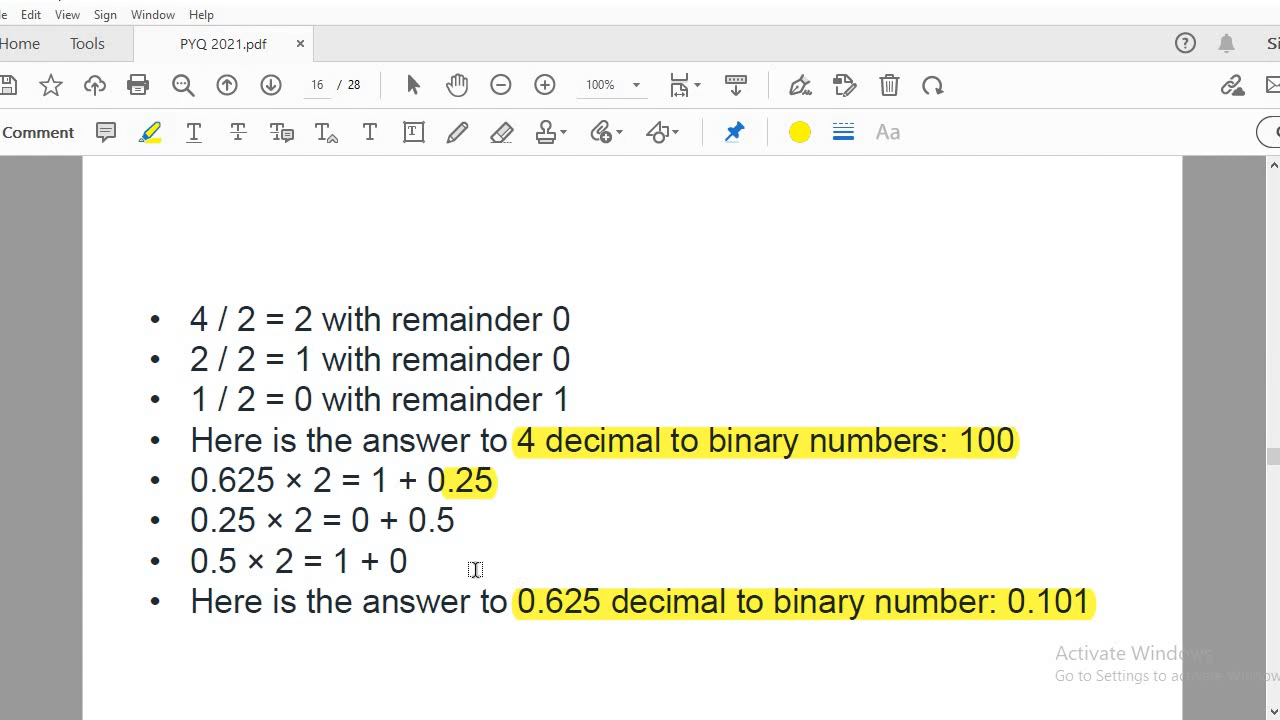 Edit View Sign Window Help
Home Tools PYQ 2021.pdf ×
16 / 28 100%
Comment Aa
• 4 / 2 = 2 with remainder 0
• 2 / 2 = 1 with remainder 0
• 1 / 2 = 0 with remainder 1
• Here is the answer to 4 decimal to binary numbers: 100
• 0.625 × 2 = 1 + 0.25
• 0.25 × 2 = 0 + 0.5
• 0.5 × 2 = 1 + 0
• Here is the answer to 0.625 decimal to binary number: 0.101
Activate Windows
Go to Settings to activate Window